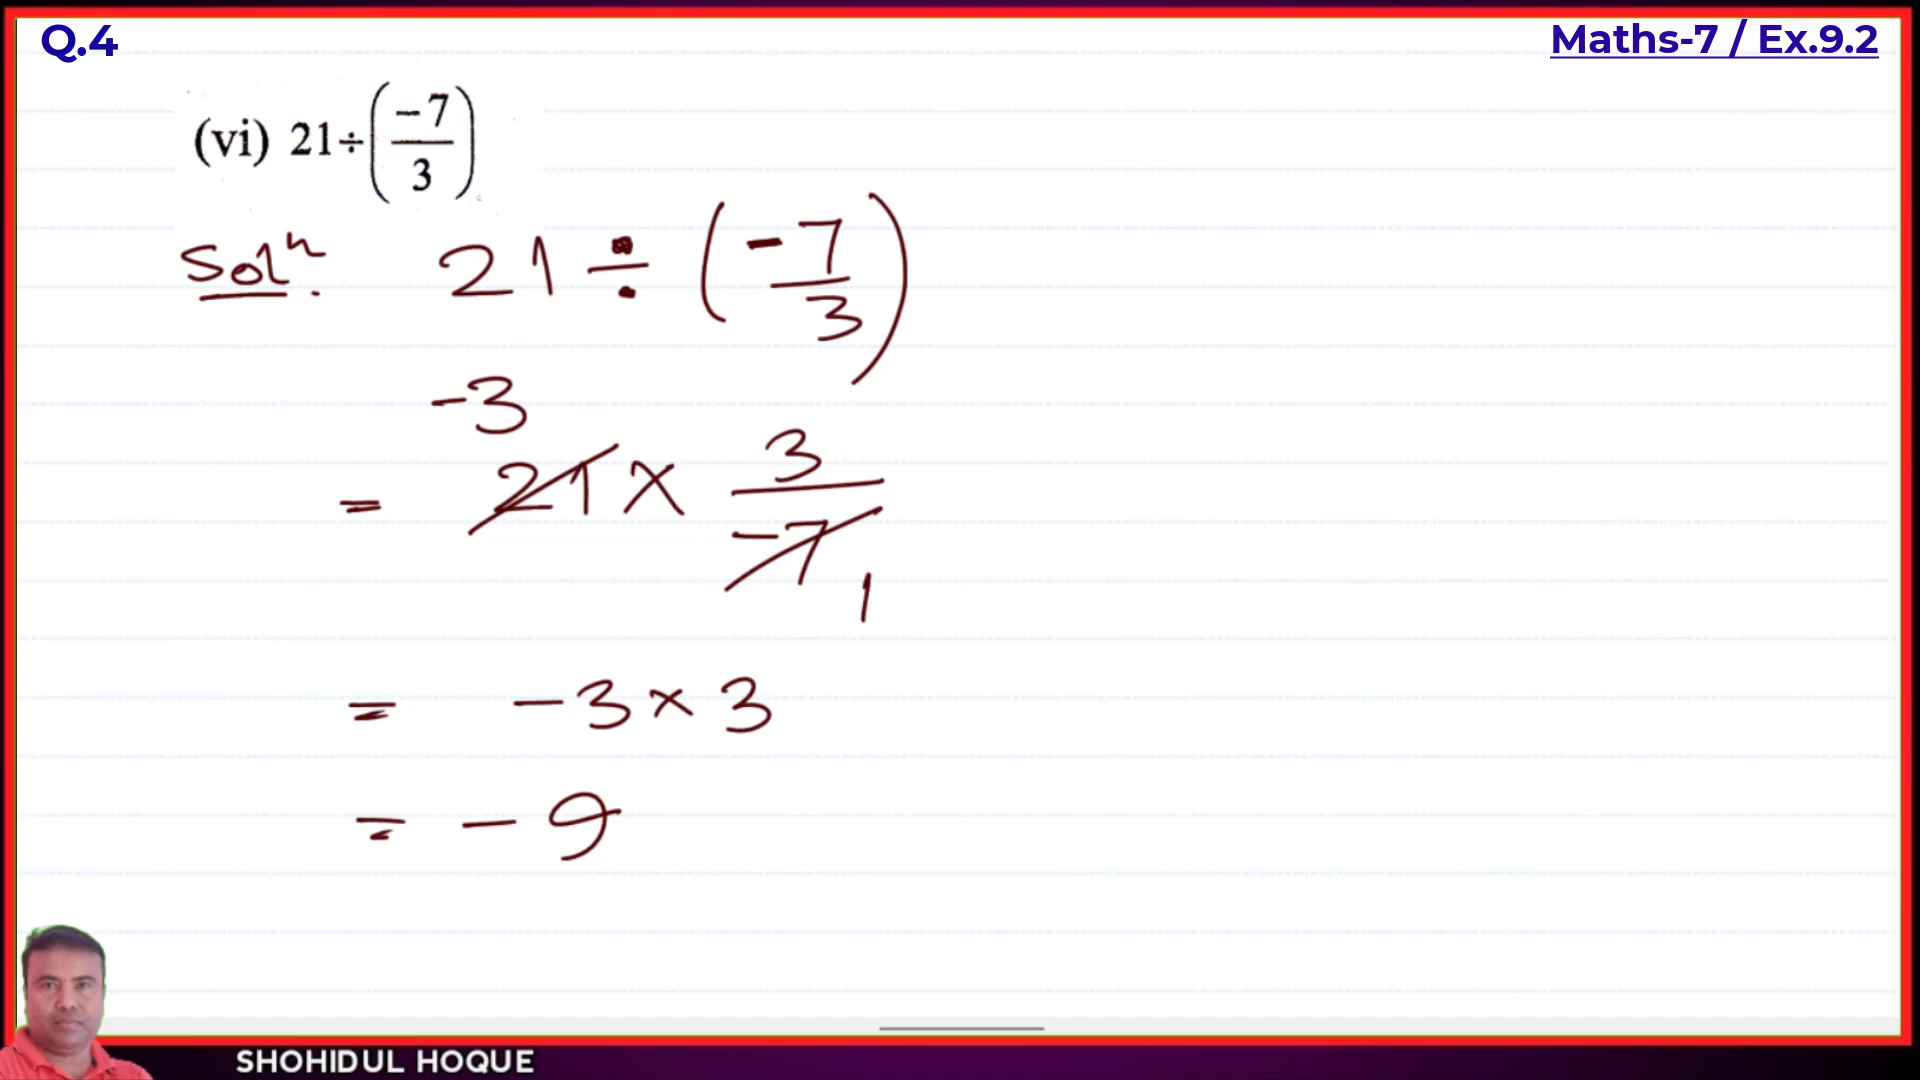 Q.4
Maths-7 / Ex.9.2
(vi) 21÷(-7/3)
Solⁿ. 21 ÷ (-7/3)
-3
= 21 × 3/-7 1
= -3 × 3
= -9
SHOHIDUL HOQUE